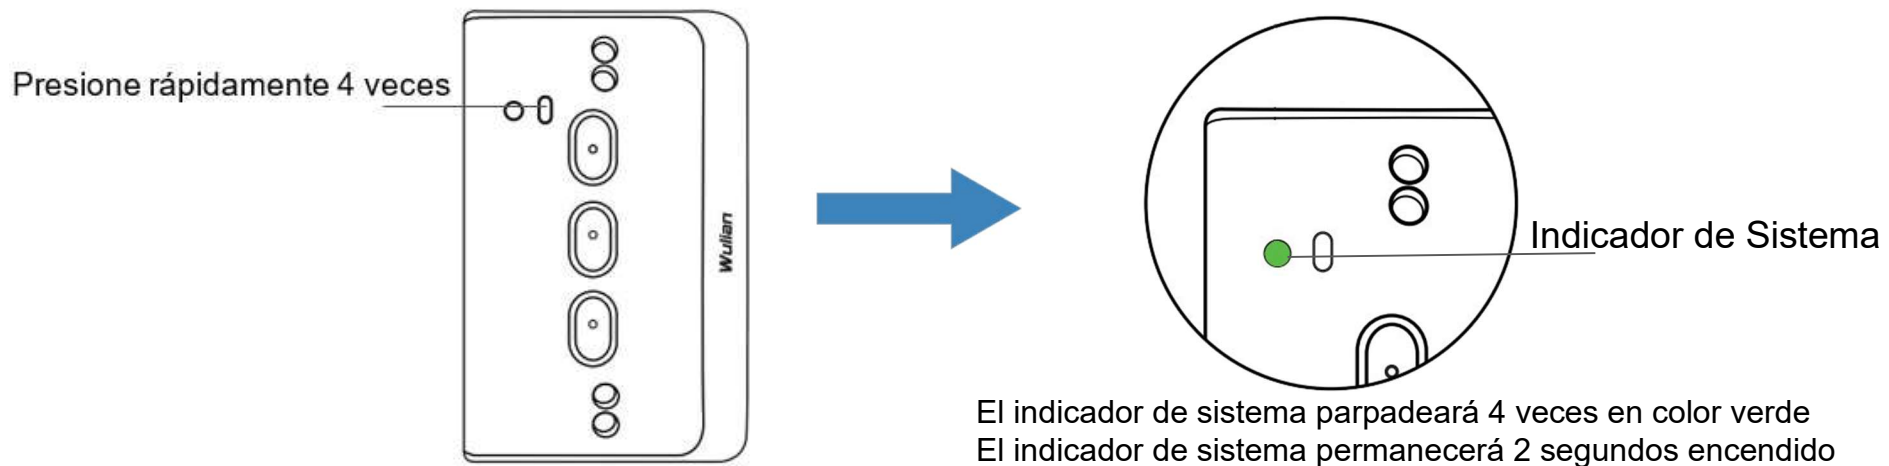 Presione rápidamente 4 veces
Wulian
Indicador de Sistema
El indicador de sistema parpadeará 4 veces en color verde
El indicador de sistema permanecerá 2 segundos encendido